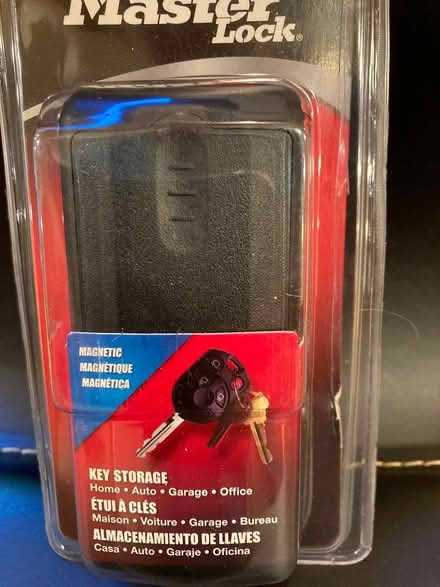 Master
Lock®
MAGNETIC
MAGNÉTIQUE
MAGNÉTICA
KEY STORAGE
Home • Auto • Garage • Office
ÉTUI À CLÉS
Maison • Voiture • Garage • Bureau
ALMACENAMIENTO DE LLAVES
Casa • Auto • Garaje • Oficina